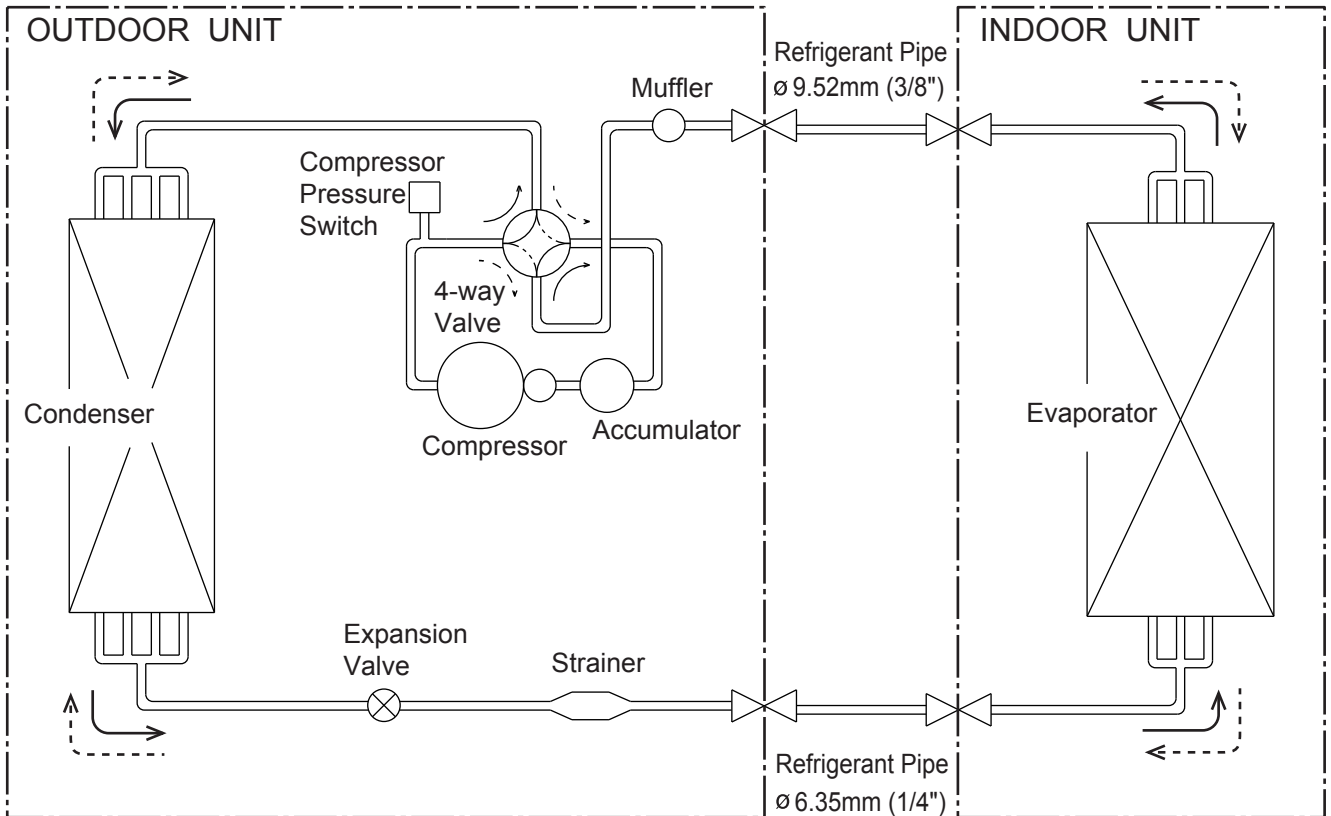 OUTDOOR UNIT
INDOOR UNIT
Refrigerant Pipe
ø 9.52mm (3/8")
Muffler
Compressor
Pressure
Switch
4-way
Valve
Condenser
Compressor
Accumulator
Evaporator
Expansion
Valve
Strainer
Refrigerant Pipe
ø 6.35mm (1/4")